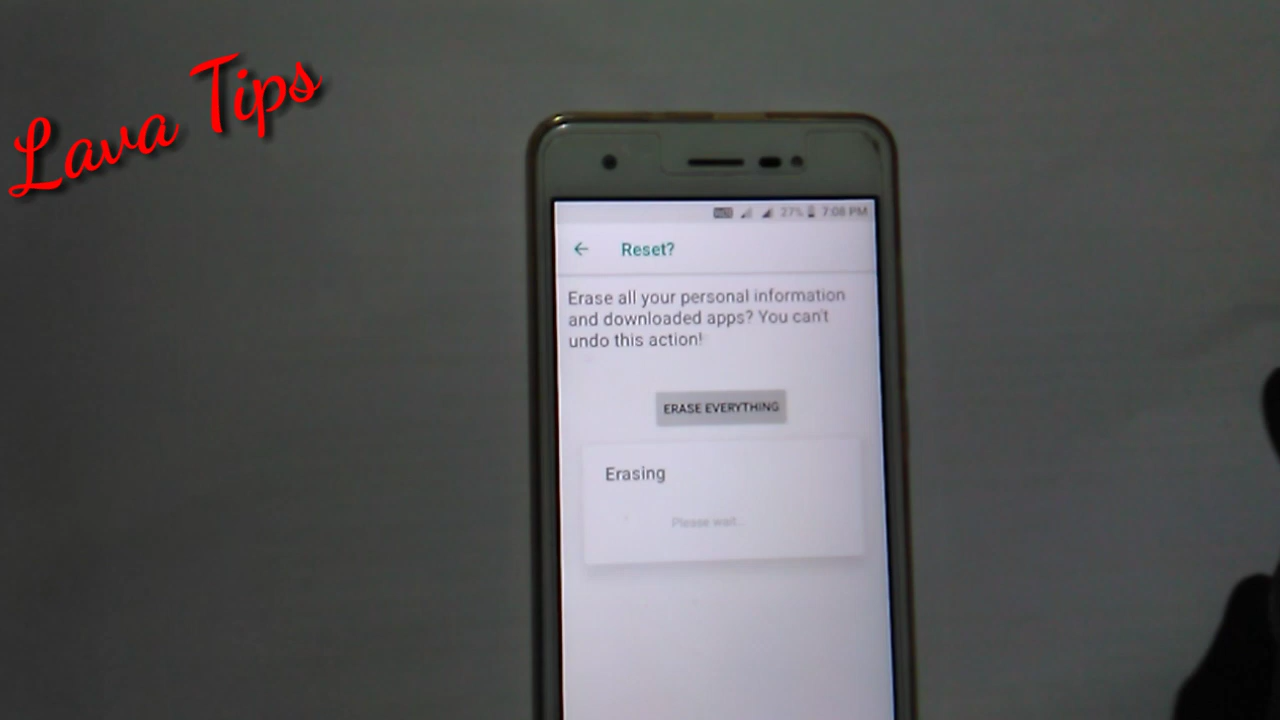 Lava Tips
27% 7:08 PM
Reset?
Erase all your personal information
and downloaded apps? You can't
undo this action!
ERASE EVERYTHING
Erasing
Please wait...